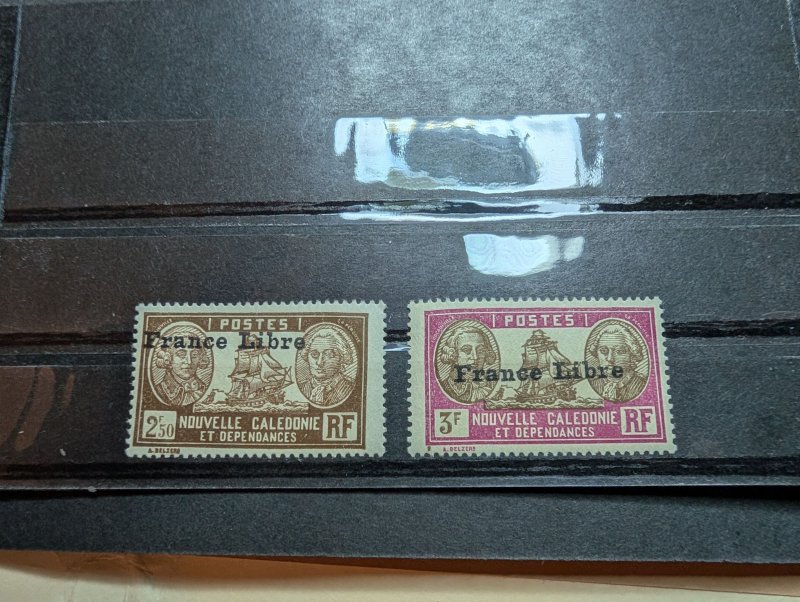 POSTES
France Libre
2F50
NOUVELLE CALEDONIE
ET DEPENDANCES
RF
A. DELZERS
POSTES
France Libre
3F
NOUVELLE CALEDONIE
ET DEPENDANCES
RF
A. DELZERS